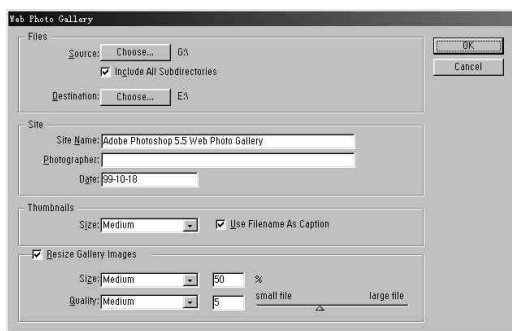 Web Photo Gallery
Files
Source: Choose... G:\
Include All Subdirectories
Destination: Choose... E:\
OK
Cancel
Site
Site Name: Adobe Photoshop 5.5 Web Photo Gallery
Photographer:
Date: 99-10-18
Thumbnails
Size: Medium Use Filename As Caption
Resize Gallery Images
Size: Medium 50 %
Quality: Medium 5 small file large file